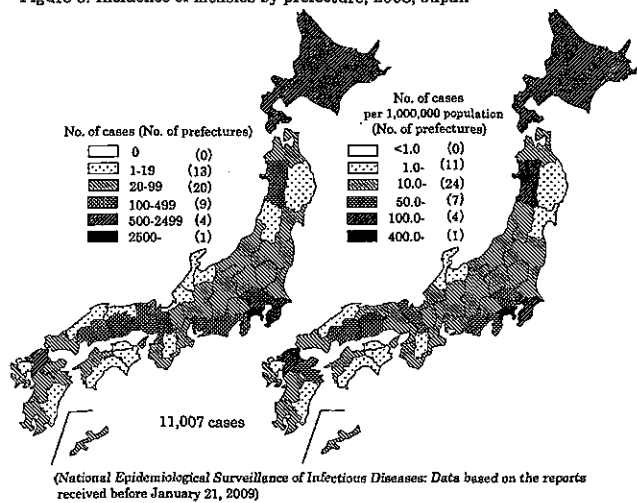 Figure 3. Incidence of measles by prefecture, 2008, Japan
No. of cases (No. of prefectures)
0 (0)
1-19 (13)
20-99 (20)
100-499 (9)
500-2499 (4)
2500- (1)
No. of cases
per 1,000,000 population
(No. of prefectures)
<1.0 (0)
1.0- (11)
10.0- (24)
50.0- (7)
100.0- (4)
400.0- (1)
11,007 cases
(National Epidemiological Surveillance of Infectious Diseases: Data based on the reports
received before January 21, 2009)